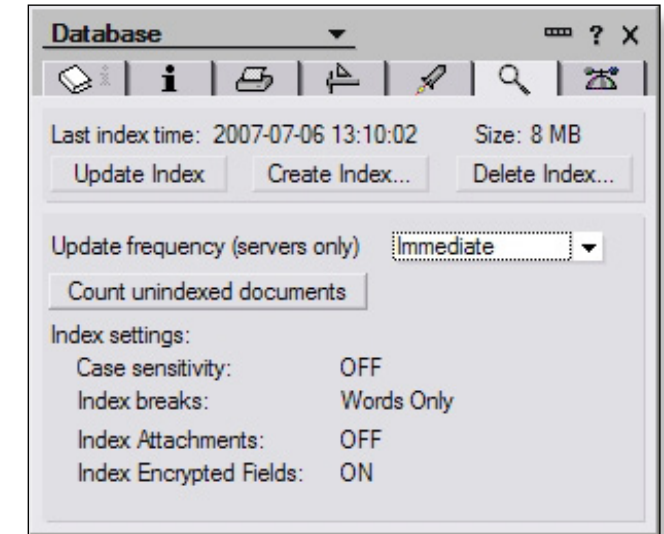 Database
? X
i i
Last index time: 2007-07-06 13:10:02 Size: 8 MB
Update Index Create Index... Delete Index...
Update frequency (servers only) Immediate
Count unindexed documents
Index settings:
Case sensitivity: OFF
Index breaks: Words Only
Index Attachments: OFF
Index Encrypted Fields: ON